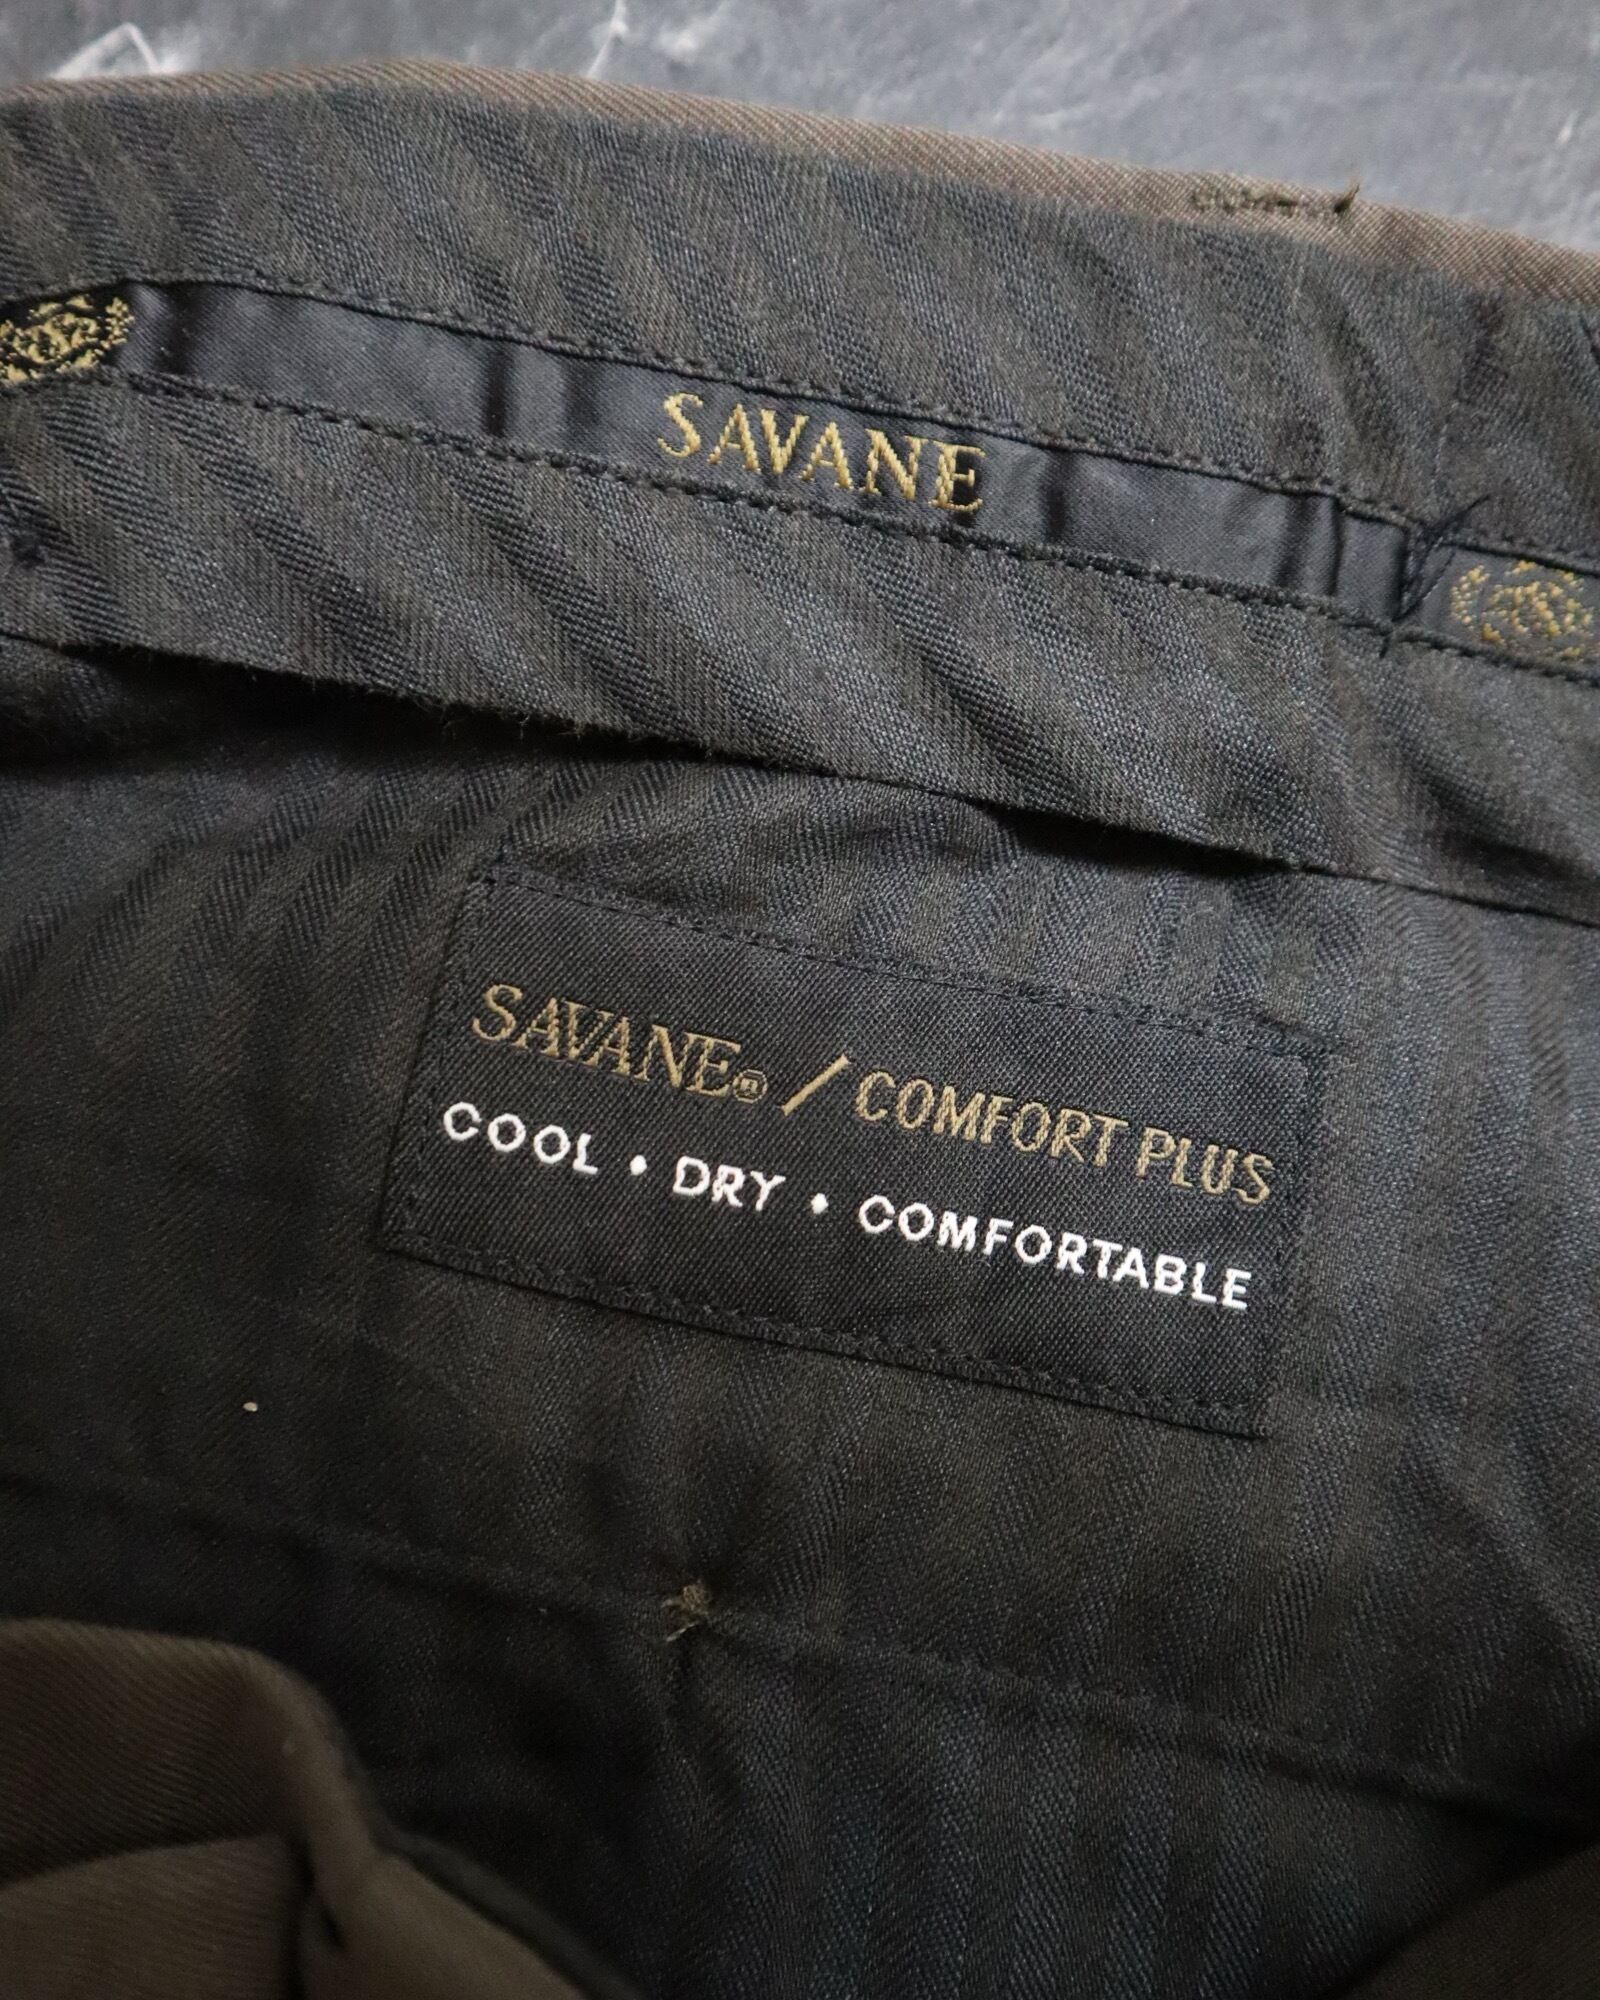 SAVANE
SAVANE® / COMFORT PLUS
COOL • DRY • COMFORTABLE